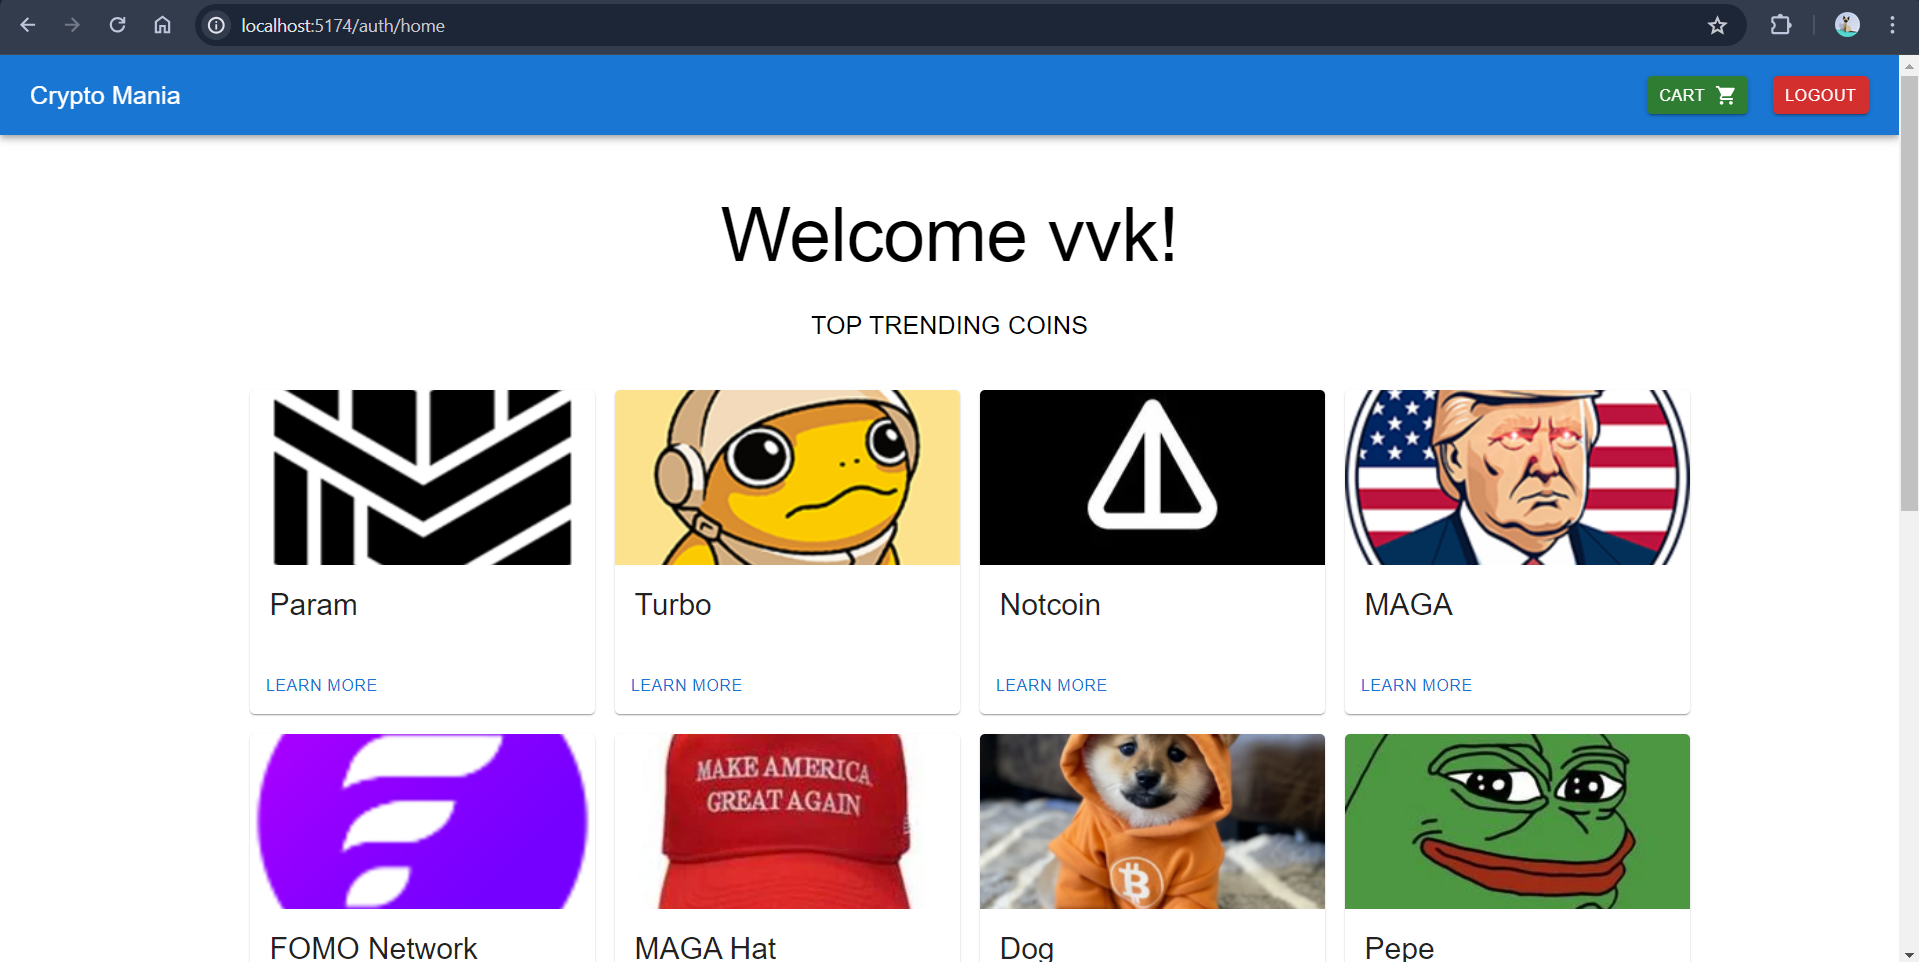 localhost:5174/auth/home
Crypto Mania
CART
LOGOUT
Welcome vvk!
TOP TRENDING COINS
Param
Turbo
Notcoin
MAGA
LEARN MORE
LEARN MORE
LEARN MORE
LEARN MORE
MAKE AMERICA
GREAT AGAIN
FOMO Network
MAGA Hat
Dog
Pepe